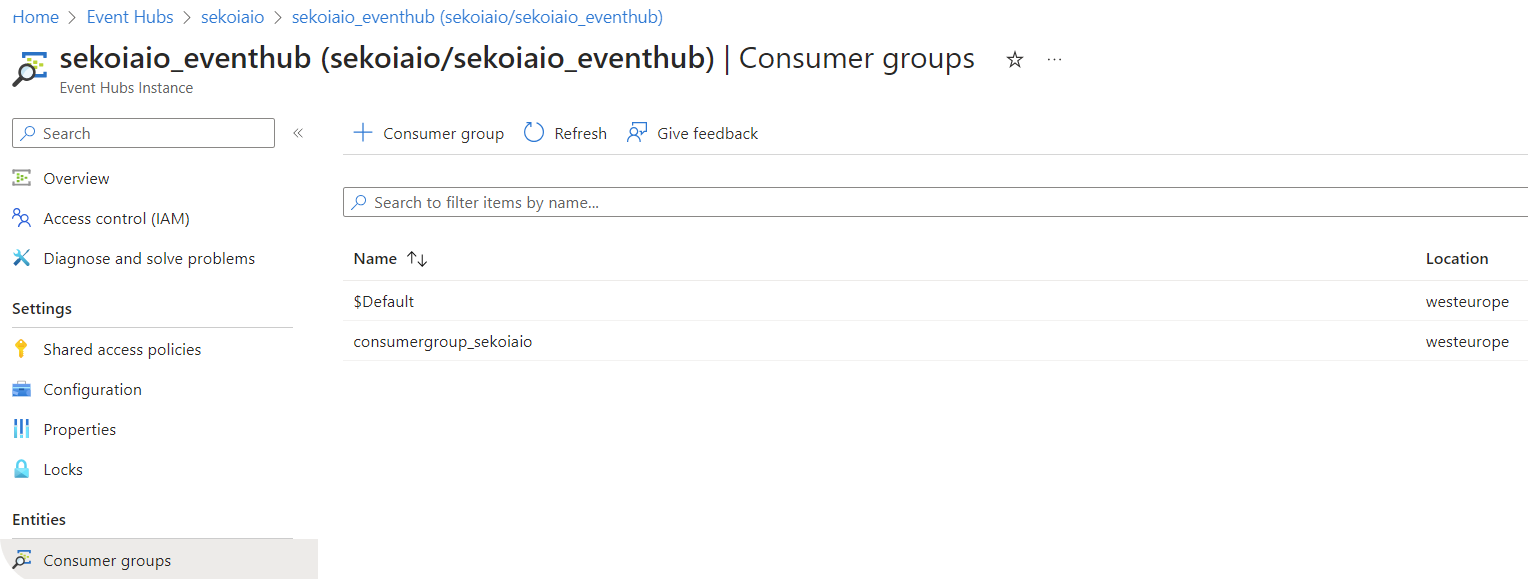 Home > Event Hubs > sekoiaio > sekoiaio_eventhub (sekoiaio/sekoiaio_eventhub)
sekoiaio_eventhub (sekoiaio/sekoiaio_eventhub) | Consumer groups
Event Hubs Instance
Search
Consumer group Refresh Give feedback
Overview
Search to filter items by name...
Access control (IAM)
Diagnose and solve problems
Name Location
Settings
$Default westeurope
Shared access policies
consumergroup_sekoiaio westeurope
Configuration
Properties
Locks
Entities
Consumer groups